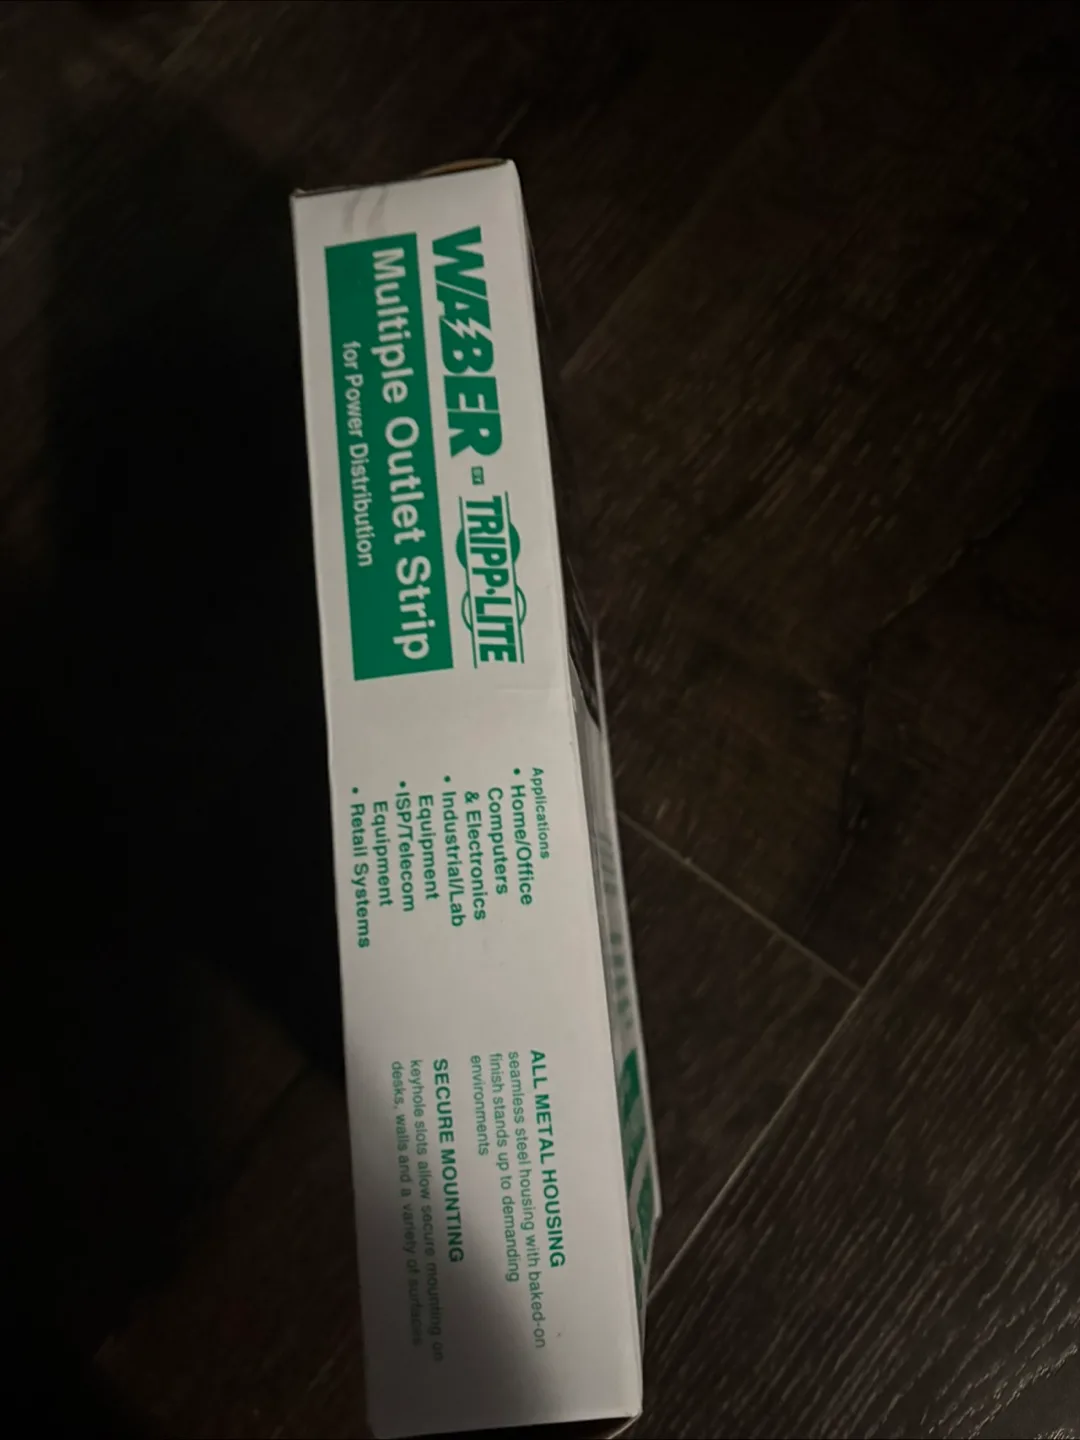 WABER BY TRIPP·LITE
Multiple Outlet Strip
for Power Distribution
Applications
• Home/Office
Computers
& Electronics
• Industrial/Lab
Equipment
•ISP/Telecom
Equipment
• Retail Systems
ALL METAL HOUSING
seamless steel housing with baked-on
finish stands up to demanding
environments
SECURE MOUNTING
keyhole slots allow secure mounting on
desks, walls and a variety of surfaces